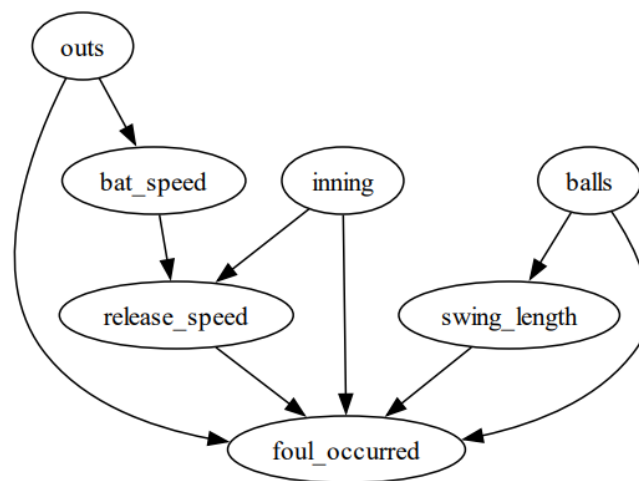 outs
bat_speed
inning
balls
release_speed
swing_length
foul_occurred